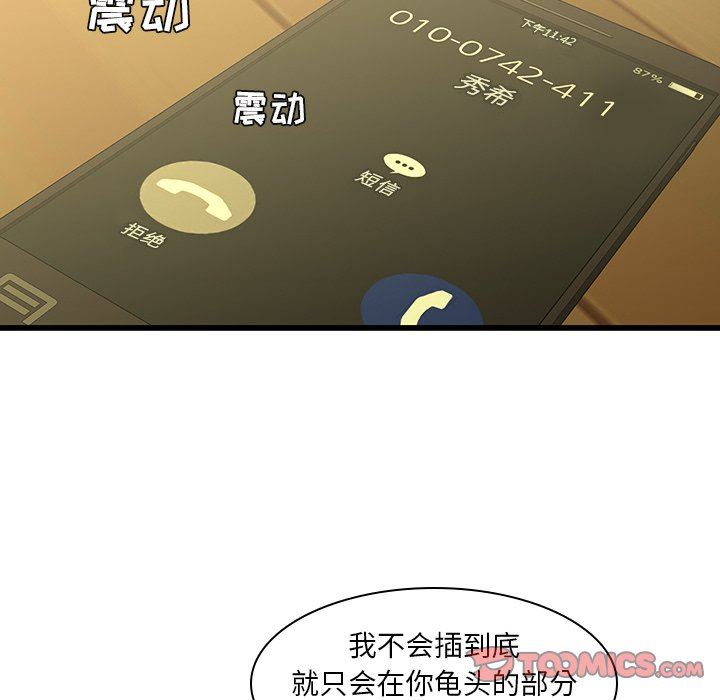 震动
下午11:42
87%
010-0742-411
秀希
震动
短信
拒绝
我不会插到底
就只会在你龟头的部分
TOOMICS.COM